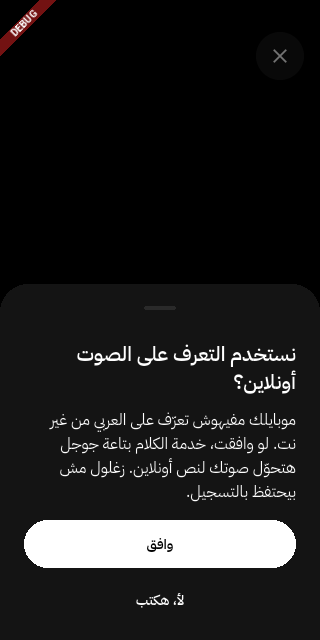 DEBUG
نستخدم التعرف على الصوت
أونلاين؟
موبايلك مفيهوش تعرّف على العربي من غير
نت. لو وافقت، خدمة الكلام بتاعة جوجل
هتحوّل صوتك لنص أونلاين. زغلول مش
بيحتفظ بالتسجيل.
وافق
لأ، هكتب